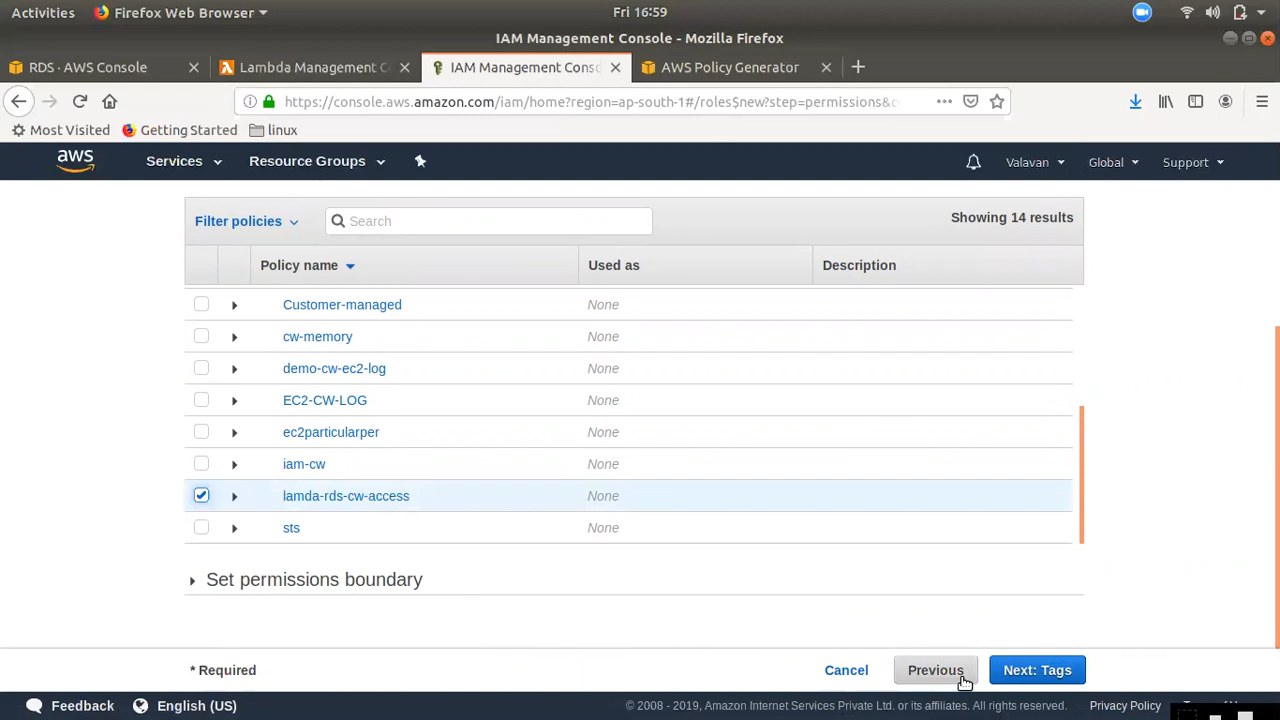 Activities Firefox Web Browser Fri 16:59
IAM Management Console - Mozilla Firefox
RDS · AWS Console Lambda Management C IAM Management Conso AWS Policy Generator
https://console.aws.amazon.com/iam/home?region=ap-south-1#/roles$new?step=permissions&c
Most Visited Getting Started linux
aws Services Resource Groups Valavan Global Support
Filter policies Search Showing 14 results
Policy name Used as Description
Customer-managed None
cw-memory None
demo-cw-ec2-log None
EC2-CW-LOG None
ec2particularper None
iam-cw None
lamda-rds-cw-access None
sts None
Set permissions boundary
* Required Cancel Previous Next: Tags
Feedback English (US) © 2008 - 2019, Amazon Internet Services Private Ltd. or its affiliates. All rights reserved. Privacy Policy